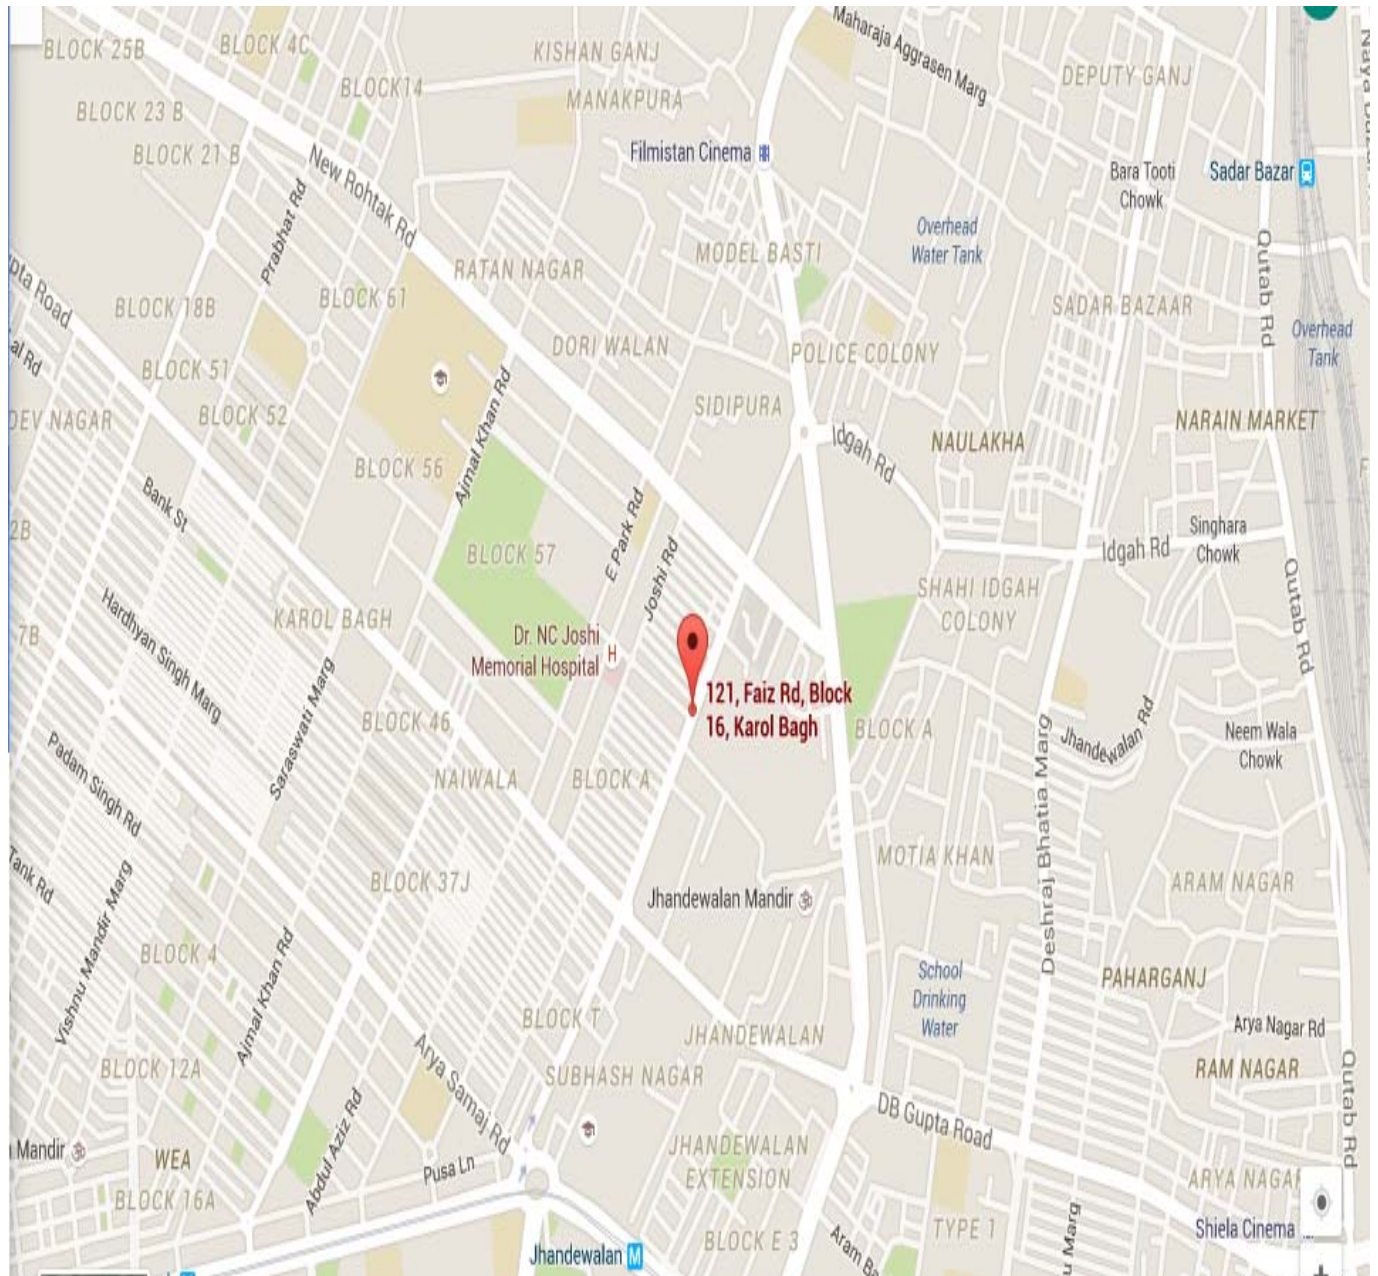 BLOCK 25B
BLOCK 4C
BLOCK14
BLOCK 23 B
BLOCK 21 B
KISHAN GANJ
MANAKPURA
Maharaja Aggrasen Marg
DEPUTY GANJ
Filmistan Cinema
Bara Tooti
Chowk
Sadar Bazar
New Rohtak Rd
Prabhat Rd
Overhead
Water Tank
MODEL BASTI
RATAN NAGAR
Qutab Rd
BLOCK 18B
BLOCK 61
SADAR BAZAAR
Overhead
Tank
pta Road
al Rd
DORI WALAN
POLICE COLONY
BLOCK 51
BLOCK 52
DEV NAGAR
Ajmal Khan Rd
SIDIPURA
Idgah Rd
NAULAKHA
NARAIN MARKET
BLOCK 56
Bank St
2B
BLOCK 57
E Park Rd
Joshi Rd
Idgah Rd
Singhara
Chowk
SHAHI IDGAH
COLONY
Qutab Rd
Hardhyan Singh Marg
KAROL BAGH
7B
Dr. NC Joshi
Memorial Hospital
121, Faiz Rd, Block
16, Karol Bagh
Saraswati Marg
BLOCK 46
BLOCK A
Jhandewalan Rd
Neem Wala
Chowk
Padam Singh Rd
NAIWALA
BLOCK A
Deshraj Bhatia Marg
MOTIA KHAN
Tank Rd
BLOCK 37J
Jhandewalan Mandir
ARAM NAGAR
Vishnu Mandir Marg
BLOCK 4
Ajmal Khan Rd
School
Drinking
Water
PAHARGANJ
BLOCK T
JHANDEWALAN
Arya Nagar Rd
BLOCK 12A
Arya Samaj Rd
SUBHASH NAGAR
RAM NAGAR
Qutab Rd
DB Gupta Road
Abdul Aziz Rd
Mandir
WEA
Pusa Ln
JHANDEWALAN
EXTENSION
ARYA NAGAR
BLOCK 16A
Jhandewalan
BLOCK E 3
Aram Ba
TYPE 1
u Marg
Shiela Cinema